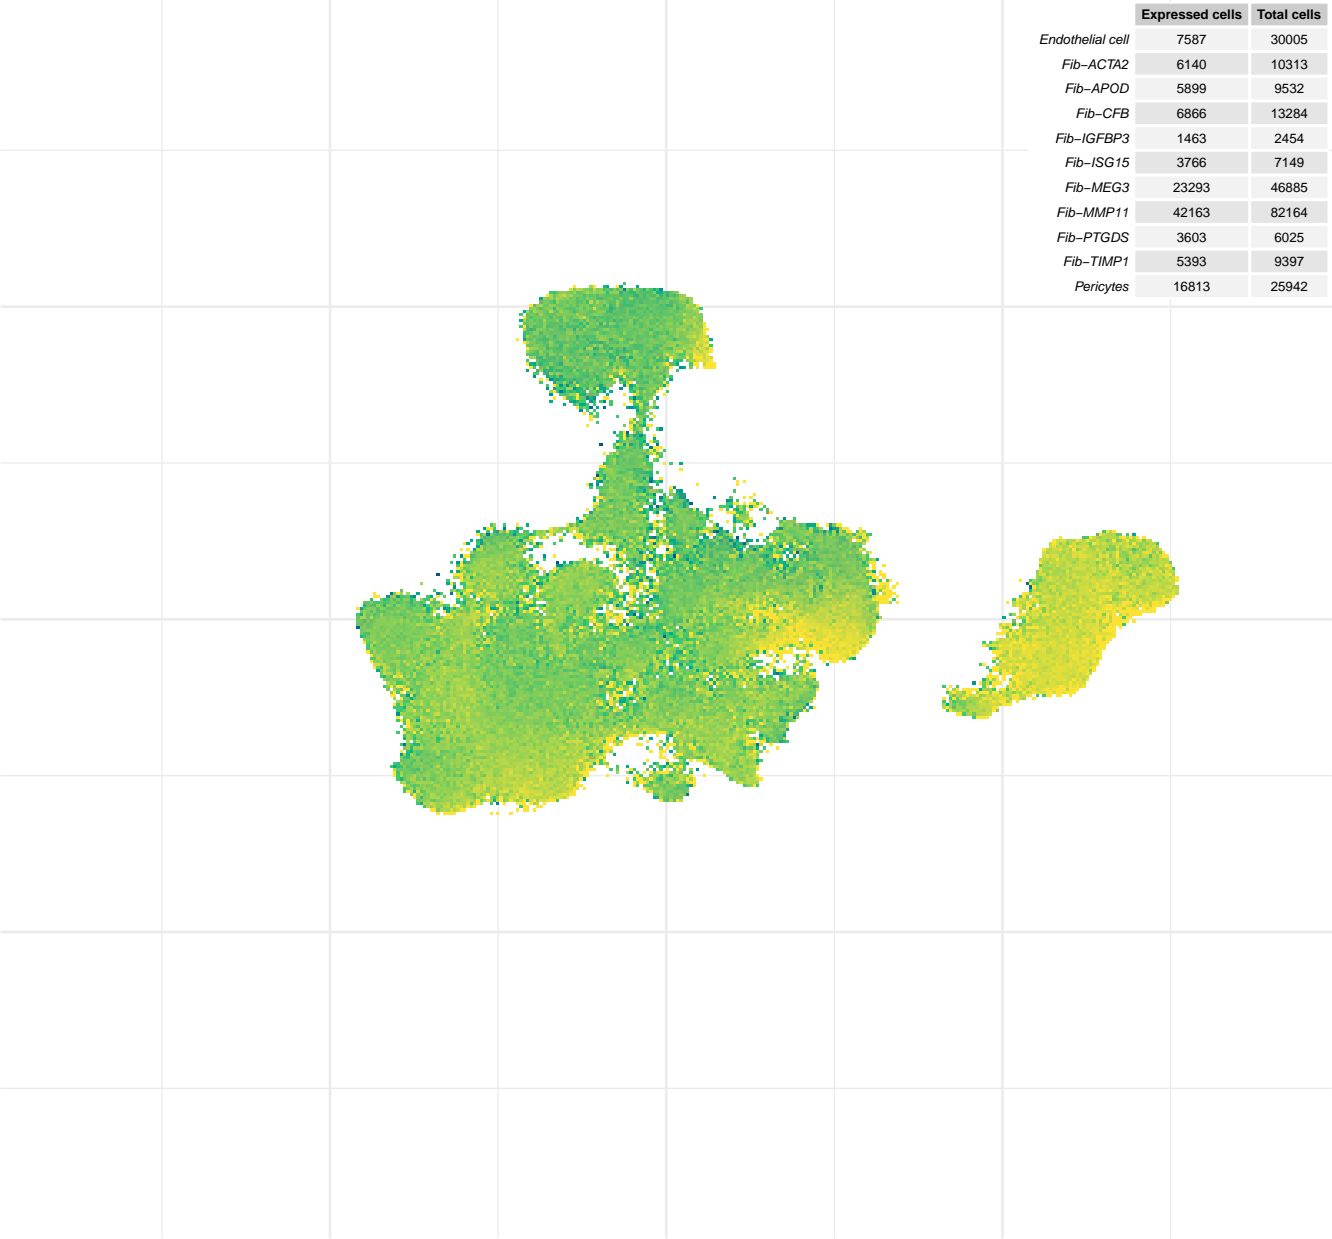 Expressed cells Total cells
Endothelial cell 7587 30005
Fib−ACTA2 6140 10313
Fib−APOD 5899 9532
Fib−CFB 6866 13284
Fib−IGFBP3 1463 2454
Fib−ISG15 3766 7149
Fib−MEG3 23293 46885
Fib−MMP11 42163 82164
Fib−PTGDS 3603 6025
Fib−TIMP1 5393 9397
Pericytes 16813 25942